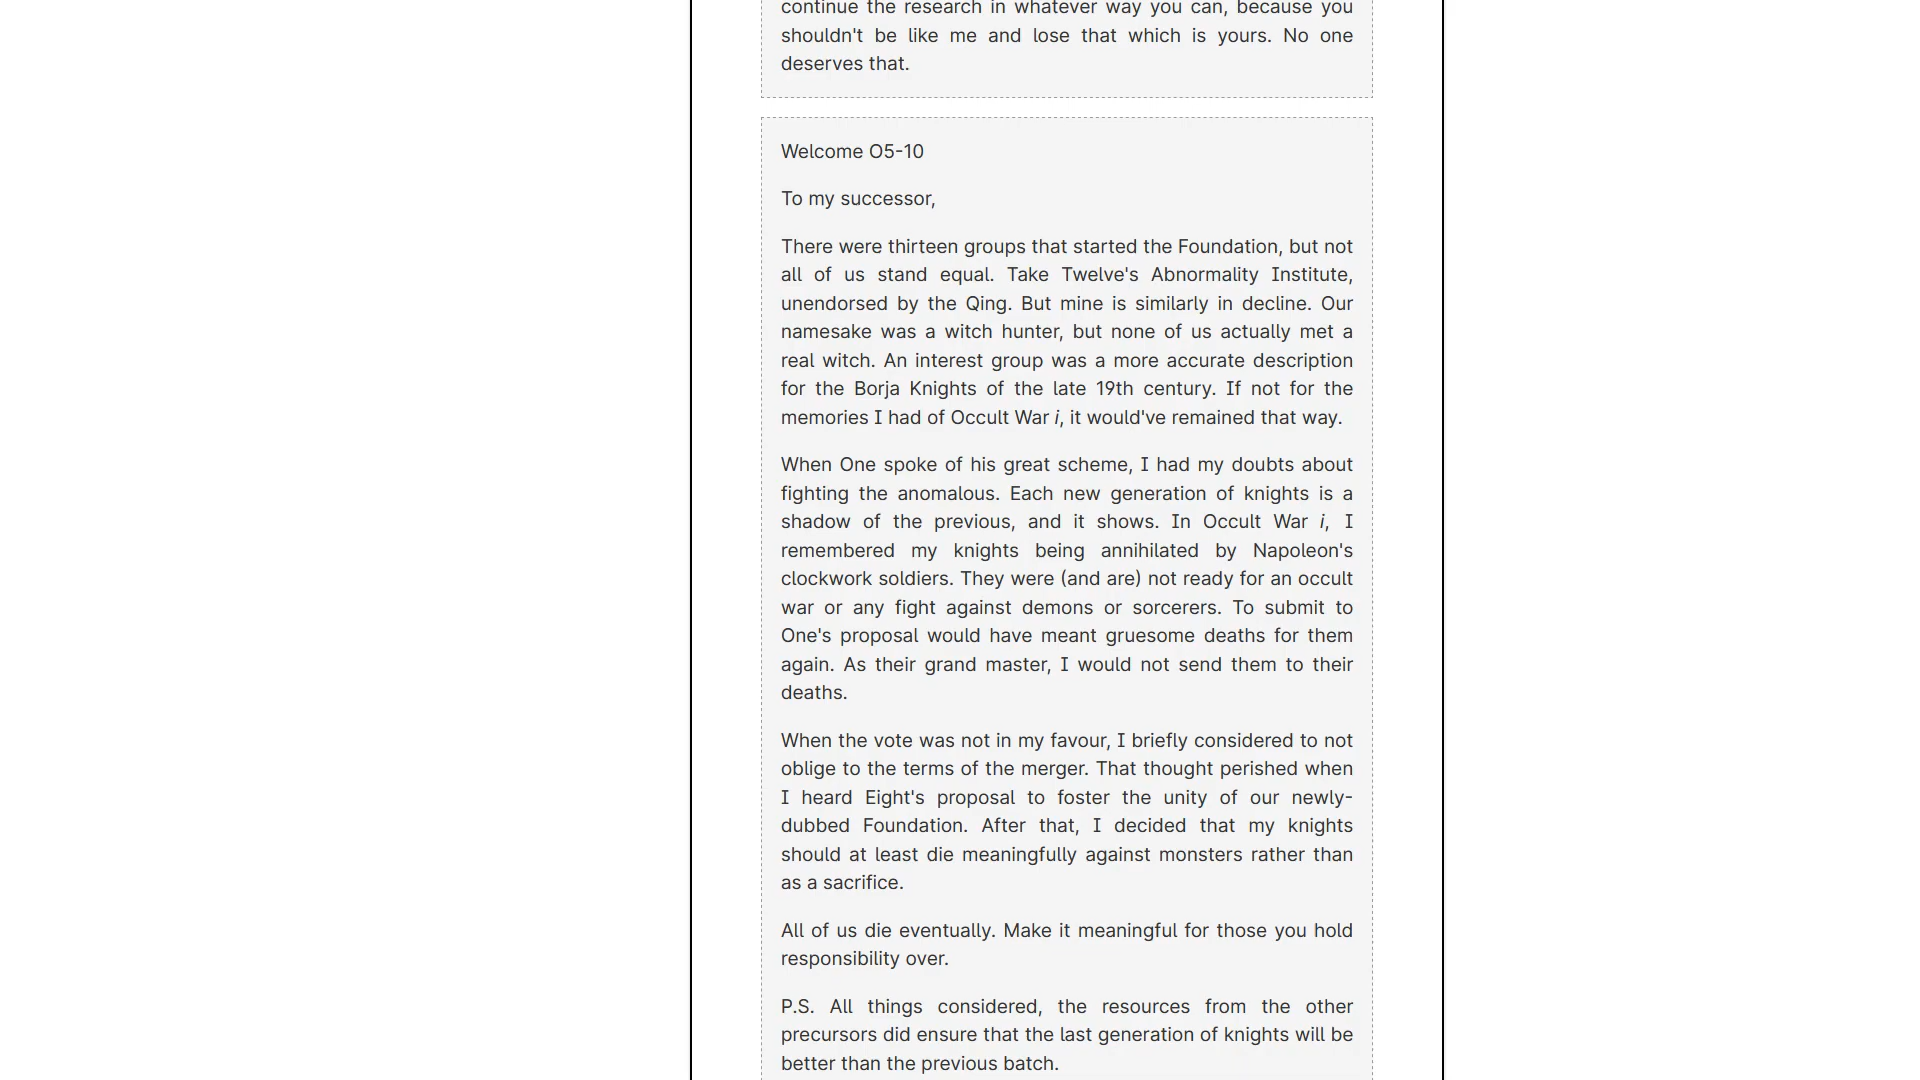 continue the research in whatever way you can, because you
shouldn't be like me and lose that which is yours. No one
deserves that.
Welcome O5-10
To my successor,
There were thirteen groups that started the Foundation, but not
all of us stand equal. Take Twelve's Abnormality Institute,
unendorsed by the Qing. But mine is similarly in decline. Our
namesake was a witch hunter, but none of us actually met a
real witch. An interest group was a more accurate description
for the Borja Knights of the late 19th century. If not for the
memories I had of Occult War i, it would've remained that way.
When One spoke of his great scheme, I had my doubts about
fighting the anomalous. Each new generation of knights is a
shadow of the previous, and it shows. In Occult War i, I
remembered my knights being annihilated by Napoleon's
clockwork soldiers. They were (and are) not ready for an occult
war or any fight against demons or sorcerers. To submit to
One's proposal would have meant gruesome deaths for them
again. As their grand master, I would not send them to their
deaths.
When the vote was not in my favour, I briefly considered to not
oblige to the terms of the merger. That thought perished when
I heard Eight's proposal to foster the unity of our newly-
dubbed Foundation. After that, I decided that my knights
should at least die meaningfully against monsters rather than
as a sacrifice.
All of us die eventually. Make it meaningful for those you hold
responsibility over.
P.S. All things considered, the resources from the other
precursors did ensure that the last generation of knights will be
better than the previous batch.